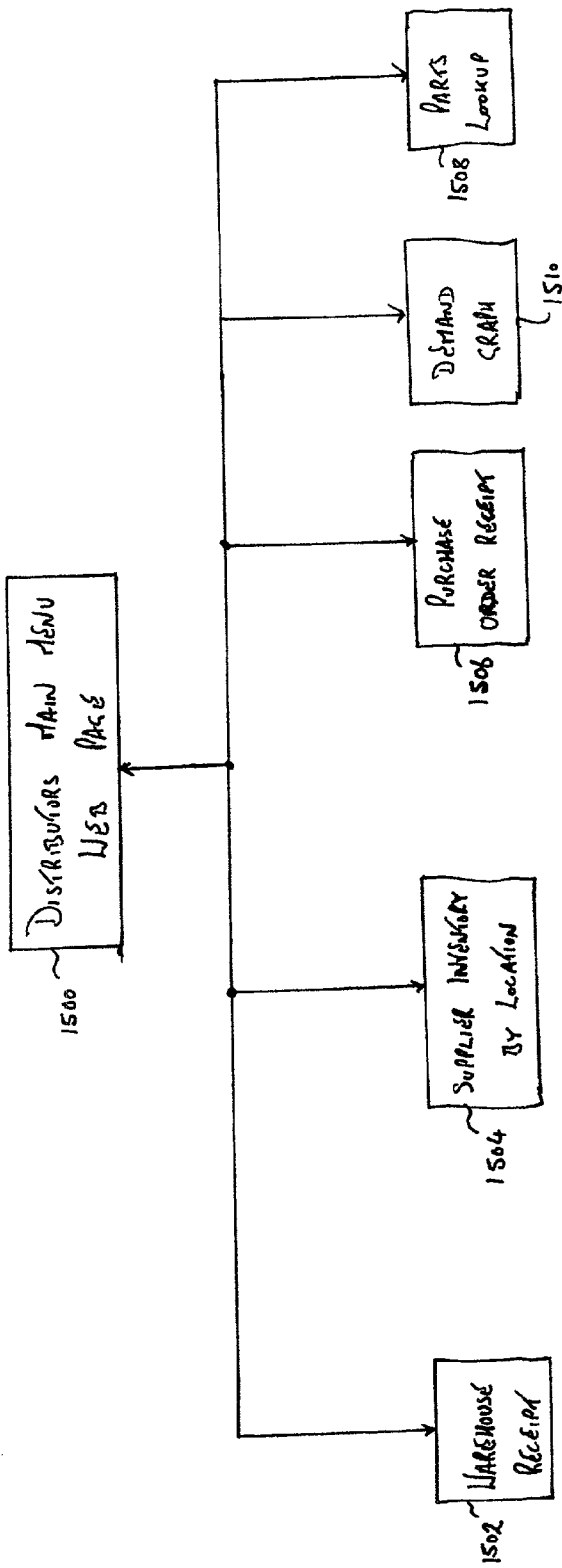 DISTRIBUTORS MAIN MENU
WEB PAGE
1500
WAREHOUSE
RECEIPT
1502
SUPPLIER INVENTORY
BY LOCATION
1504
PURCHASE
ORDER RECEIPT
1506
DEMAND
GRAPH
1510
PARTS
LOOKUP
1508